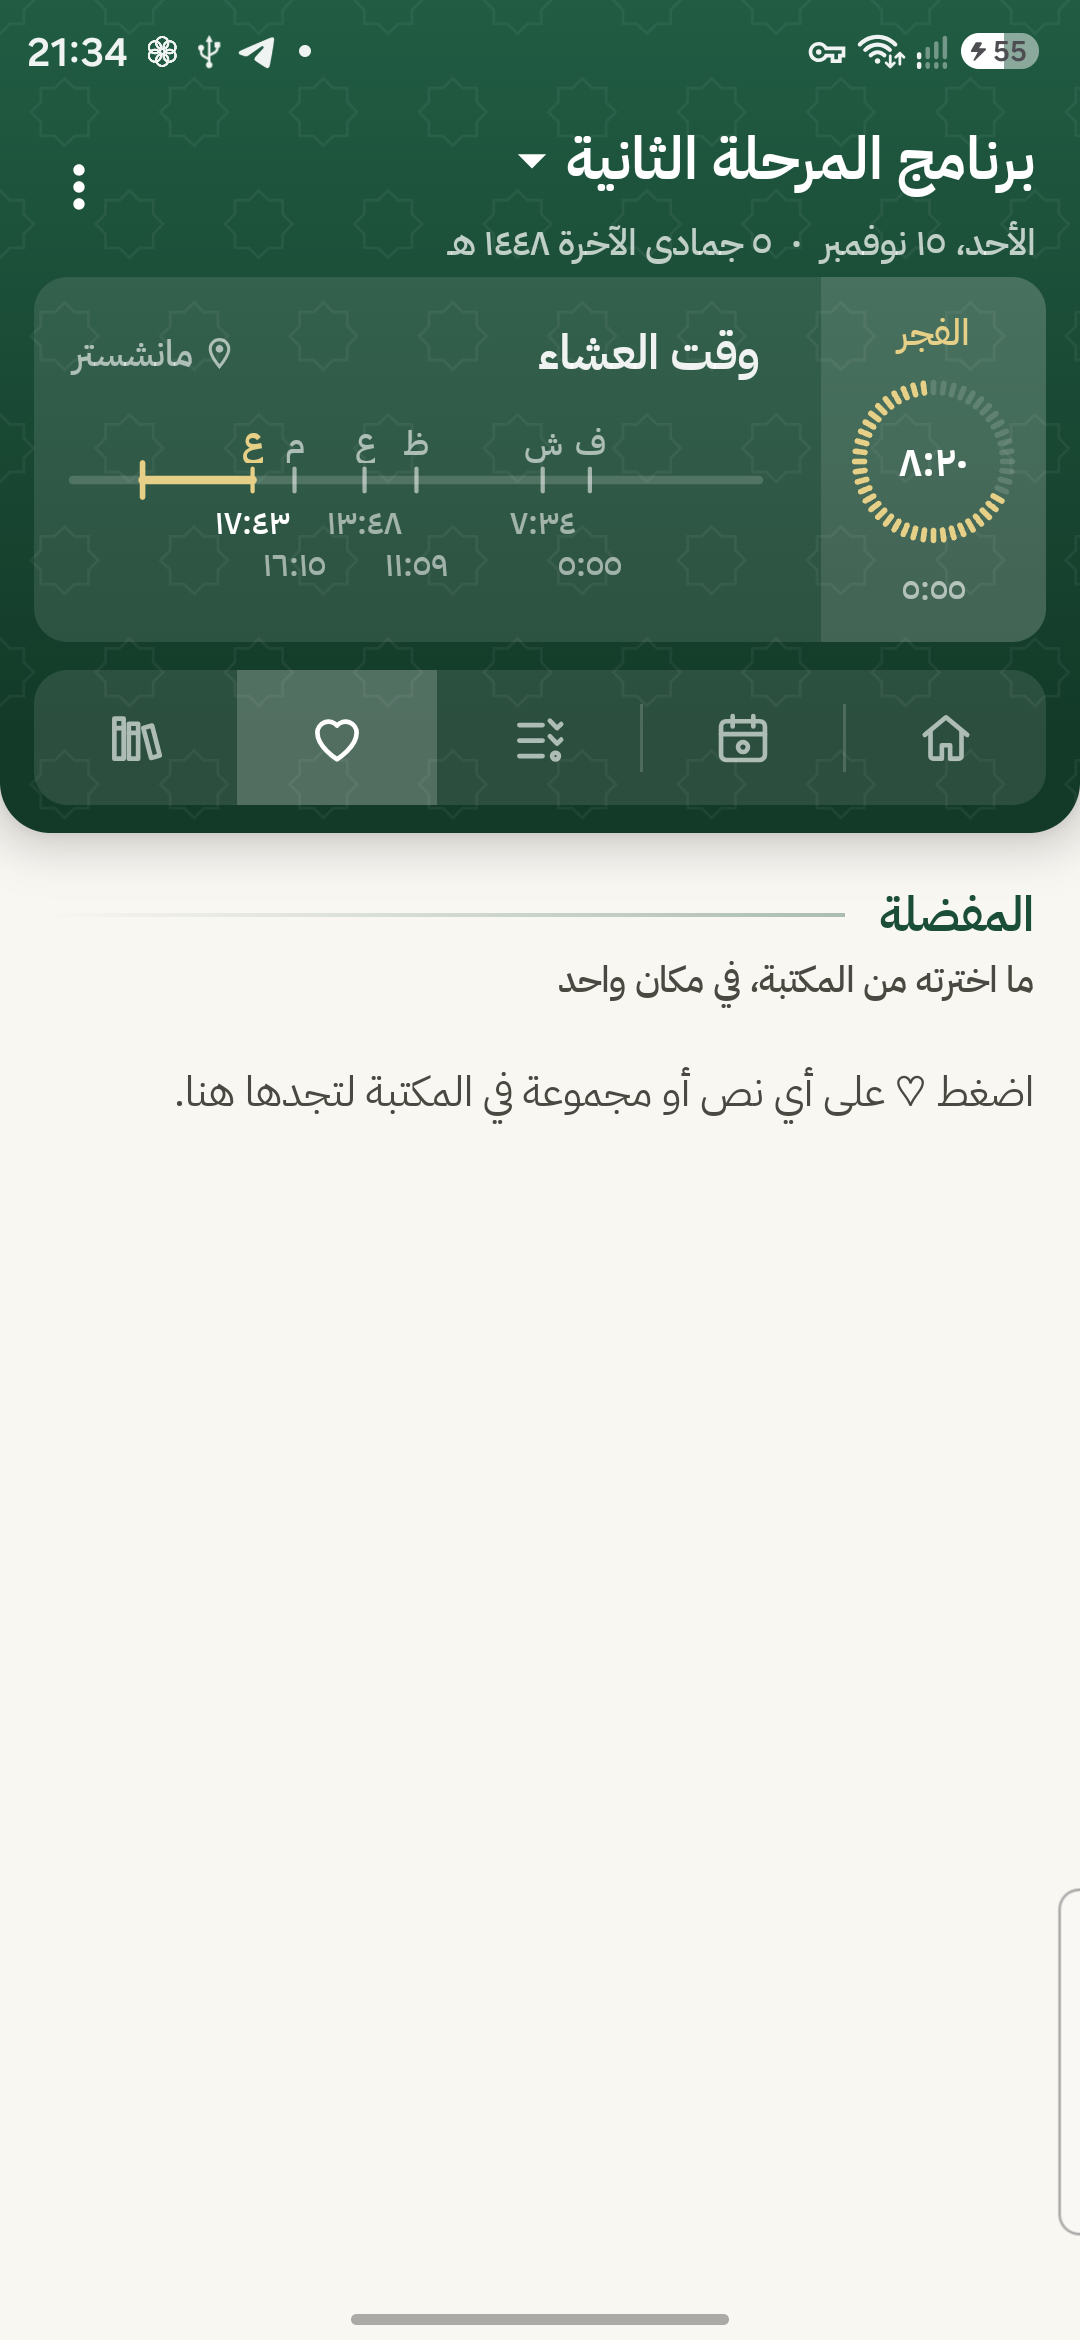 21:34
55
برنامج المرحلة الثانية
الأحد، ١٥ نوفمبر · ٥ جمادى الآخرة ١٤٤٨ هـ
الفجر
٨:٢٠
٥:٥٥
وقت العشاء
مانشستر
ف ش ظ ع م ع
٧:٣٤ ١٣:٤٨ ١٧:٤٣
٥:٥٥ ١١:٥٩ ١٦:١٥
المفضلة
ما اخترته من المكتبة، في مكان واحد
اضغط ♡ على أي نص أو مجموعة في المكتبة لتجدها هنا.